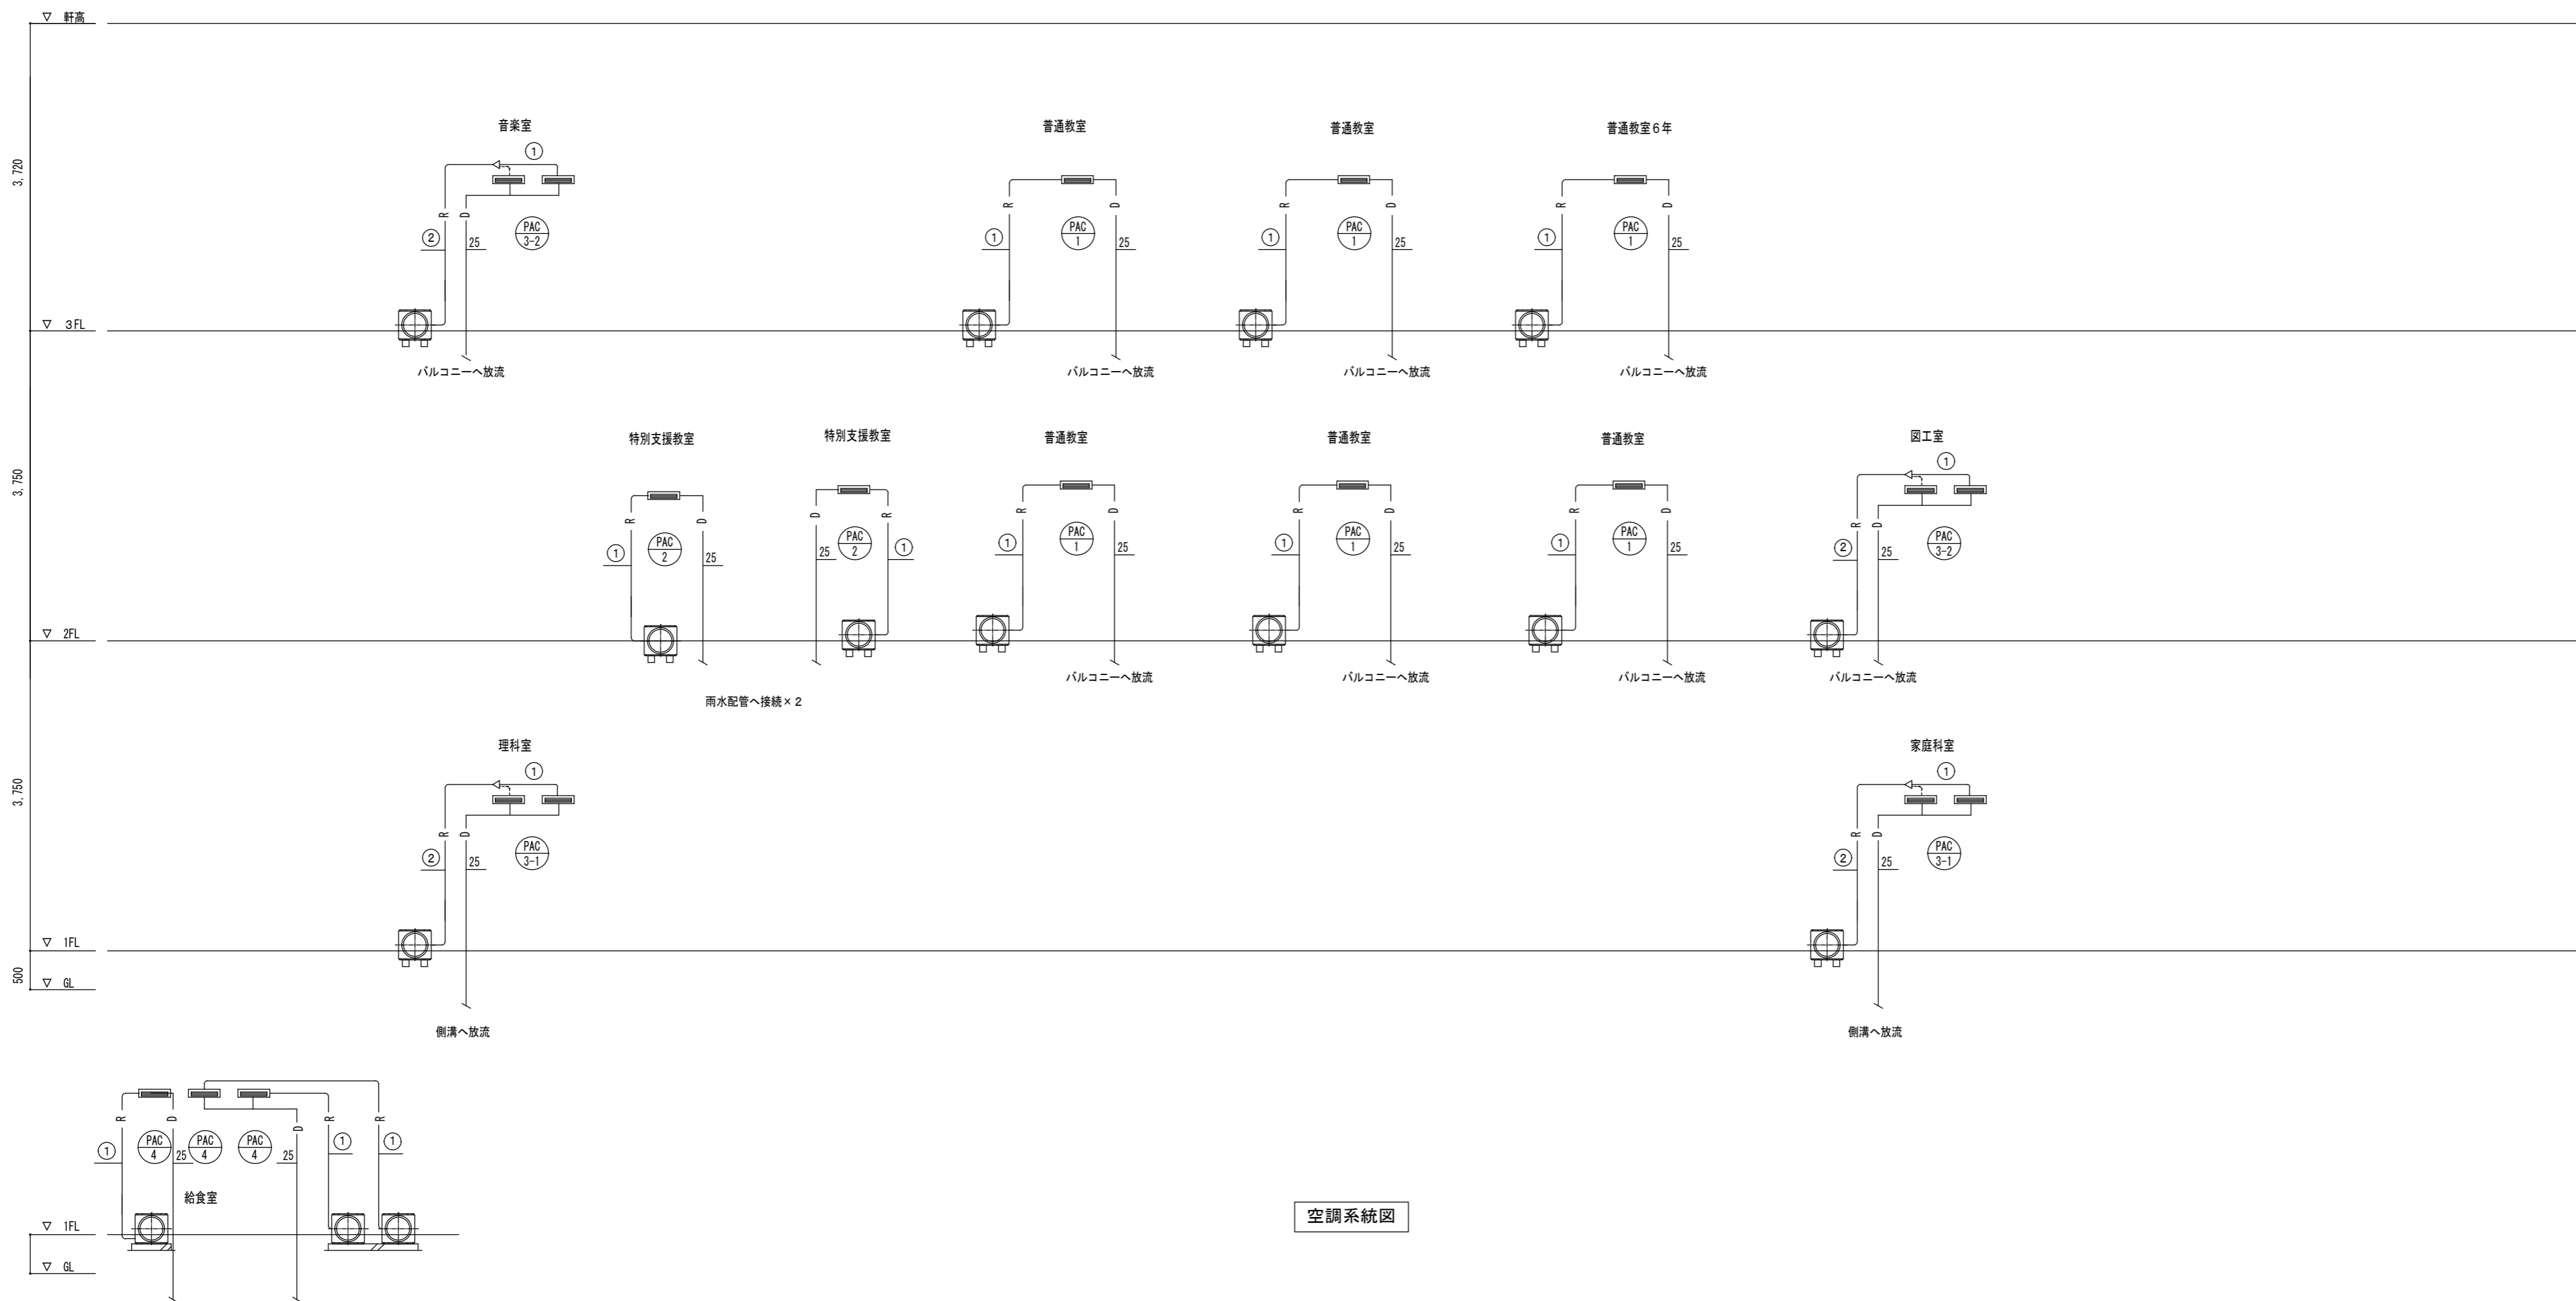 ▽ 軒高
3,720
音楽室
普通教室
普通教室
普通教室6年
①
R
D
②
25
PAC
3-2
R
D
①
25
PAC
1
R
D
①
25
PAC
1
R
D
①
25
PAC
1
▽ 3FL
バルコニーへ放流
バルコニーへ放流
バルコニーへ放流
バルコニーへ放流
3,750
特別支援教室
特別支援教室
普通教室
普通教室
普通教室
図工室
R
D
①
25
PAC
2
D
R
25
①
PAC
2
R
D
①
25
PAC
1
R
D
①
25
PAC
1
R
D
①
25
PAC
1
①
R
D
②
25
PAC
3-2
▽ 2FL
バルコニーへ放流
バルコニーへ放流
バルコニーへ放流
バルコニーへ放流
雨水配管へ接続×2
3,750
理科室
家庭科室
①
R
D
②
25
PAC
3-1
①
R
D
②
25
PAC
3-1
▽ 1FL
500
▽ GL
側溝へ放流
側溝へ放流
R
D
①
25
PAC
4
PAC
4
PAC
4
D
25
R
①
R
①
給食室
▽ 1FL
▽ GL
空調系統図